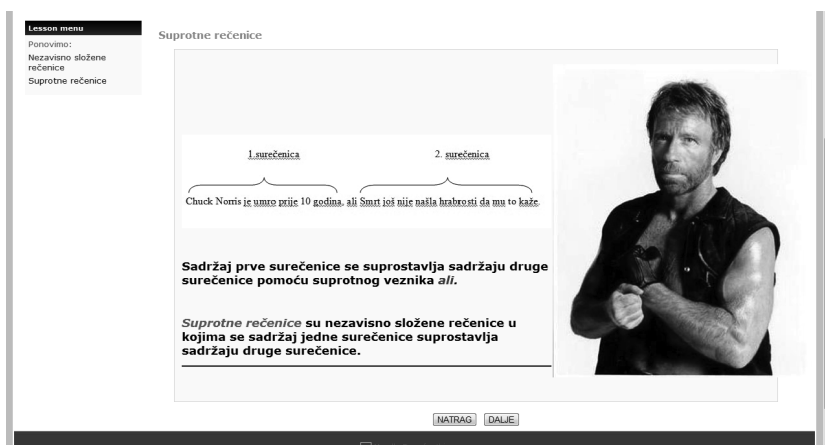 Lesson menu
Ponovimo:
Nezavisno složene
rečenice
Suprotne rečenice
Suprotne rečenice
1.surečenica
2. surečenica
Chuck Norris je umro prije 10 godina, ali Smrt još nije našla hrabrosti da mu to kaže.
Sadržaj prve surečenice se suprostavlja sadržaju druge
surečenice pomoću suprotnog veznika ali.
Suprotne rečenice su nezavisno složene rečenice u
kojima se sadržaj jedne surečenice suprostavlja
sadržaju druge surečenice.
NATRAG DALJE